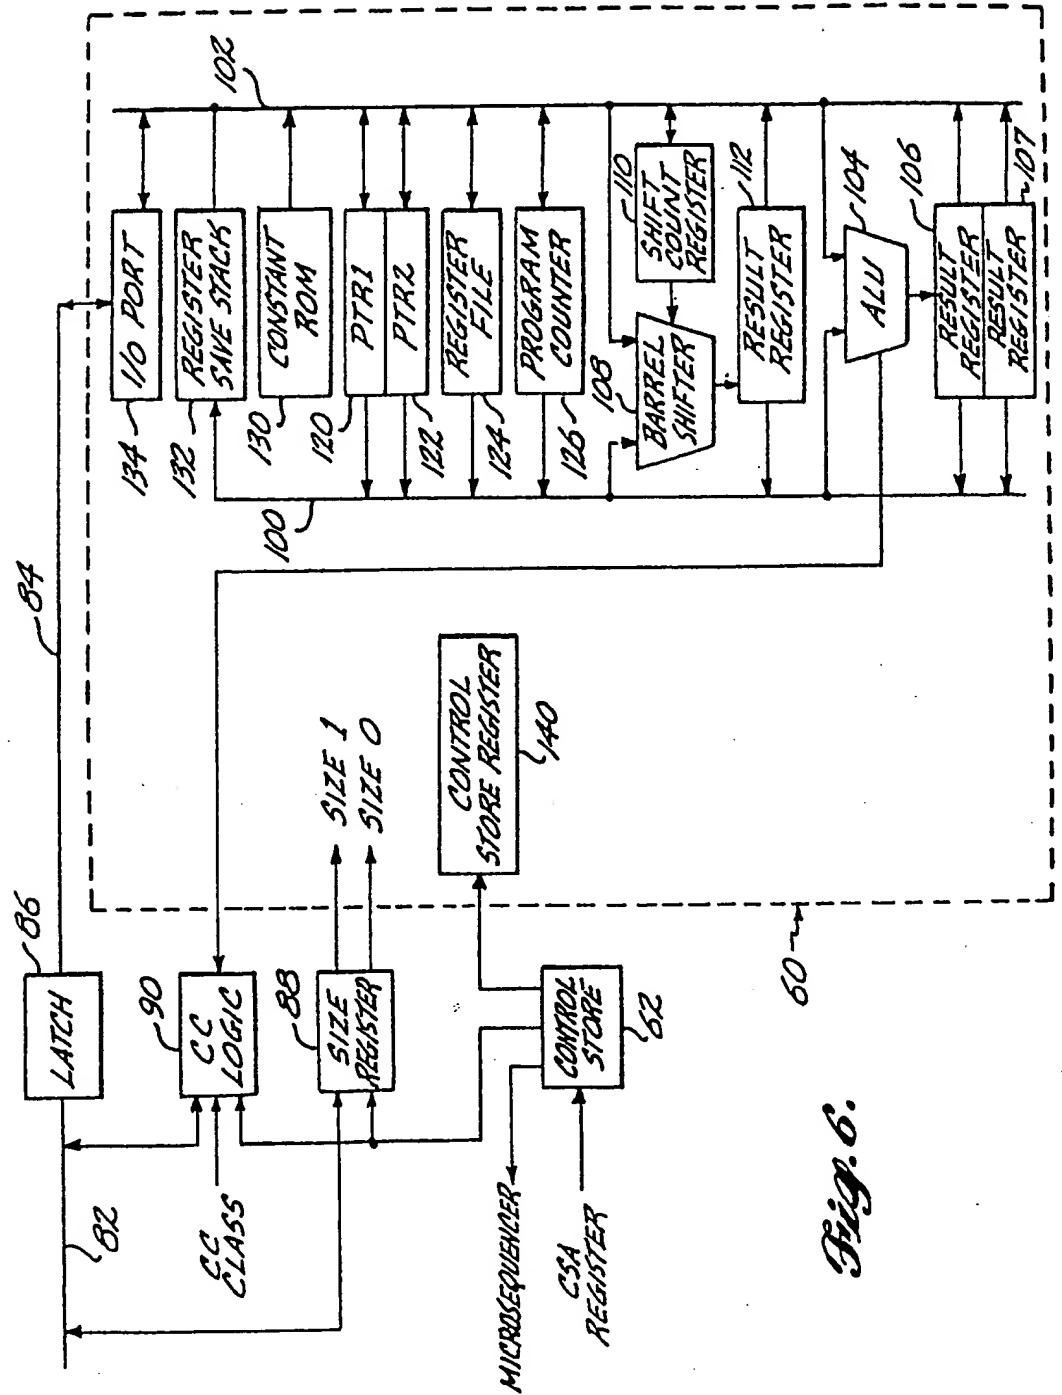 82
LATCH
86
84
CC
CLASS
90
CC
LOGIC
88
SIZE
REGISTER
SIZE 1
SIZE 0
MICROSEQUENCER
CSA
REGISTER
CONTROL
STORE
62
CONTROL
STORE REGISTER
140
60
100
102
134
I/O PORT
132
REGISTER
SAVE STACK
130
CONSTANT
ROM
120
PTR1
PTR2
122
REGISTER
FILE
124
PROGRAM
COUNTER
126
108
BARREL
SHIFTER
110
SHIFT
COUNT
REGISTER
RESULT
REGISTER
112
ALU
104
106
RESULT
REGISTER
RESULT
REGISTER
107
Fig. 6.